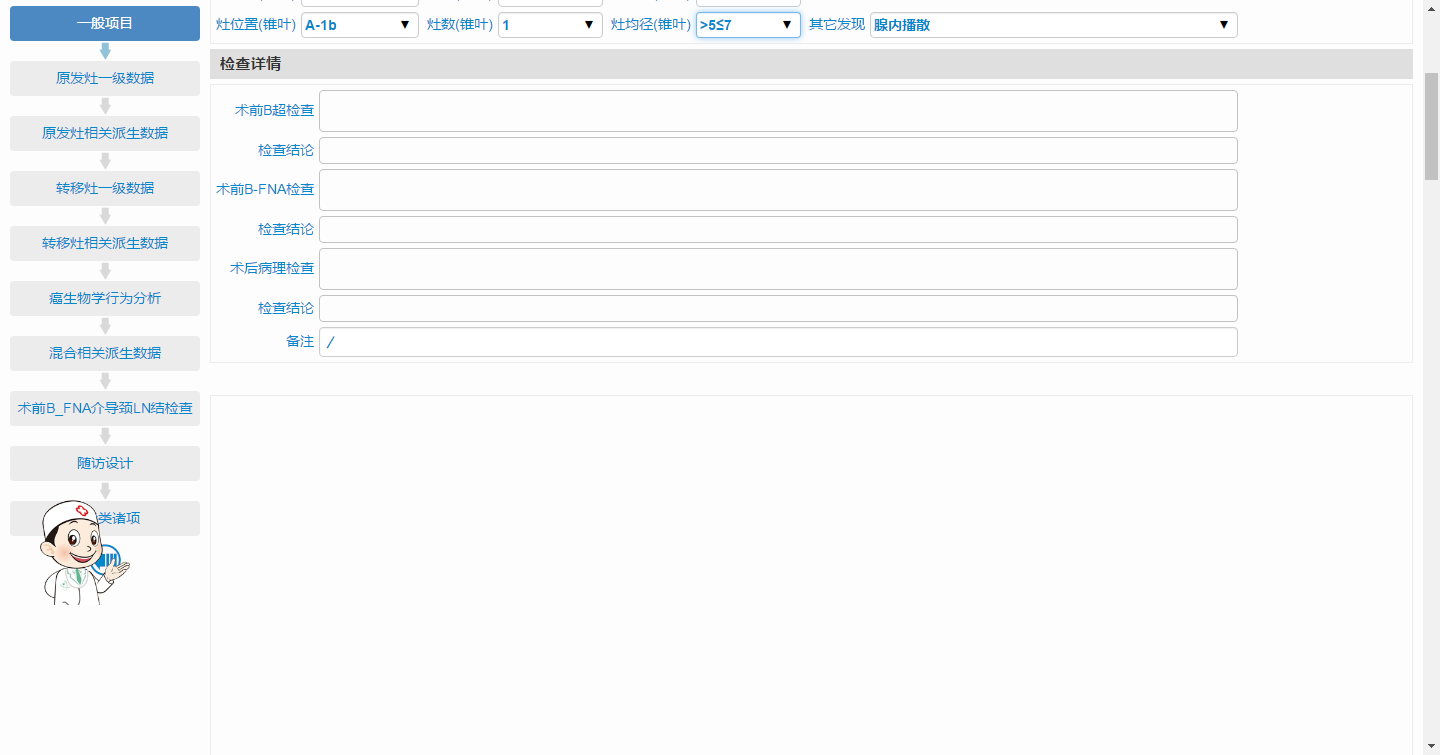 一般项目
原发灶一级数据
原发灶相关派生数据
转移灶一级数据
转移灶相关派生数据
癌生物学行为分析
混合相关派生数据
术前B_FNA介导颈LN结检查
随访设计
类诸项
灶位置(锥叶) A-1b 灶数(锥叶) 1 灶均径(锥叶) >5≤7 其它发现 腺内播散
检查详情
术前B超检查
检查结论
术前B-FNA检查
检查结论
术后病理检查
检查结论
备注 /